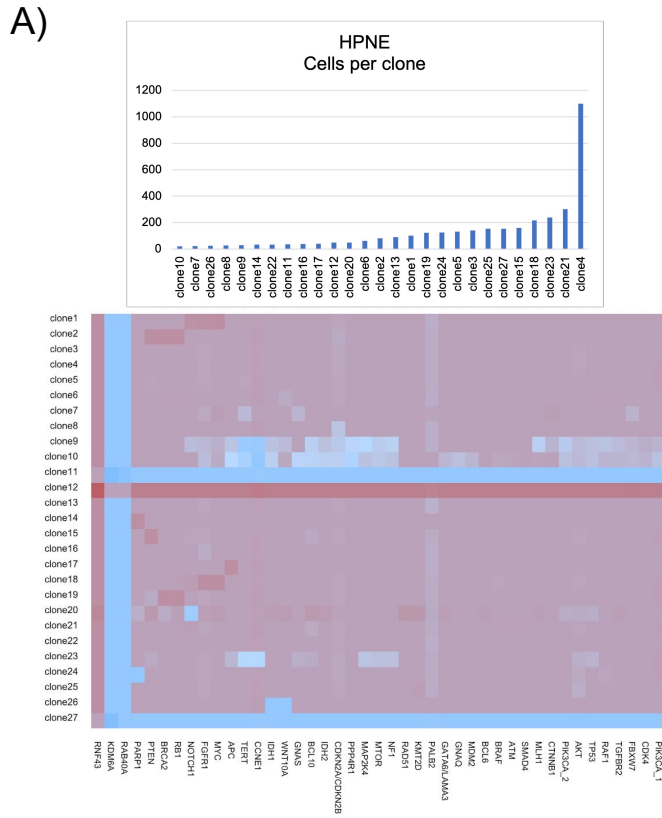 A)
HPNE
Cells per clone
1200
1000
800
600
400
200
0
clone10
clone7
clone26
clone8
clone9
clone14
clone22
clone11
clone16
clone17
clone12
clone20
clone6
clone2
clone13
clone1
clone19
clone24
clone5
clone3
clone25
clone27
clone15
clone18
clone23
clone21
clone4
clone1
clone2
clone3
clone4
clone5
clone6
clone7
clone8
clone9
clone10
clone11
clone12
clone13
clone14
clone15
clone16
clone17
clone18
clone19
clone20
clone21
clone22
clone23
clone24
clone25
clone26
clone27
RNF43
KDM6A
RAB40A
PARP1
PTEN
BRCA2
RB1
NOTCH1
FGFR1
MYC
APC
TERT
CCNE1
IDH1
WNT10A
GNAS
BCL10
IDH2
CDKN2A/CDKN2B
PPP4R1
MAP2K4
MTOR
NF1
RAD51
KMT2D
PALB2
GATA6/LAMA3
GNAQ
MDM2
BCL6
BRAF
ATM
SMAD4
MLH1
CTNNB1
PIK3CA_2
AKT
TP53
RAF1
TGFBR2
FBXW7
CDK4
PIK3CA_1